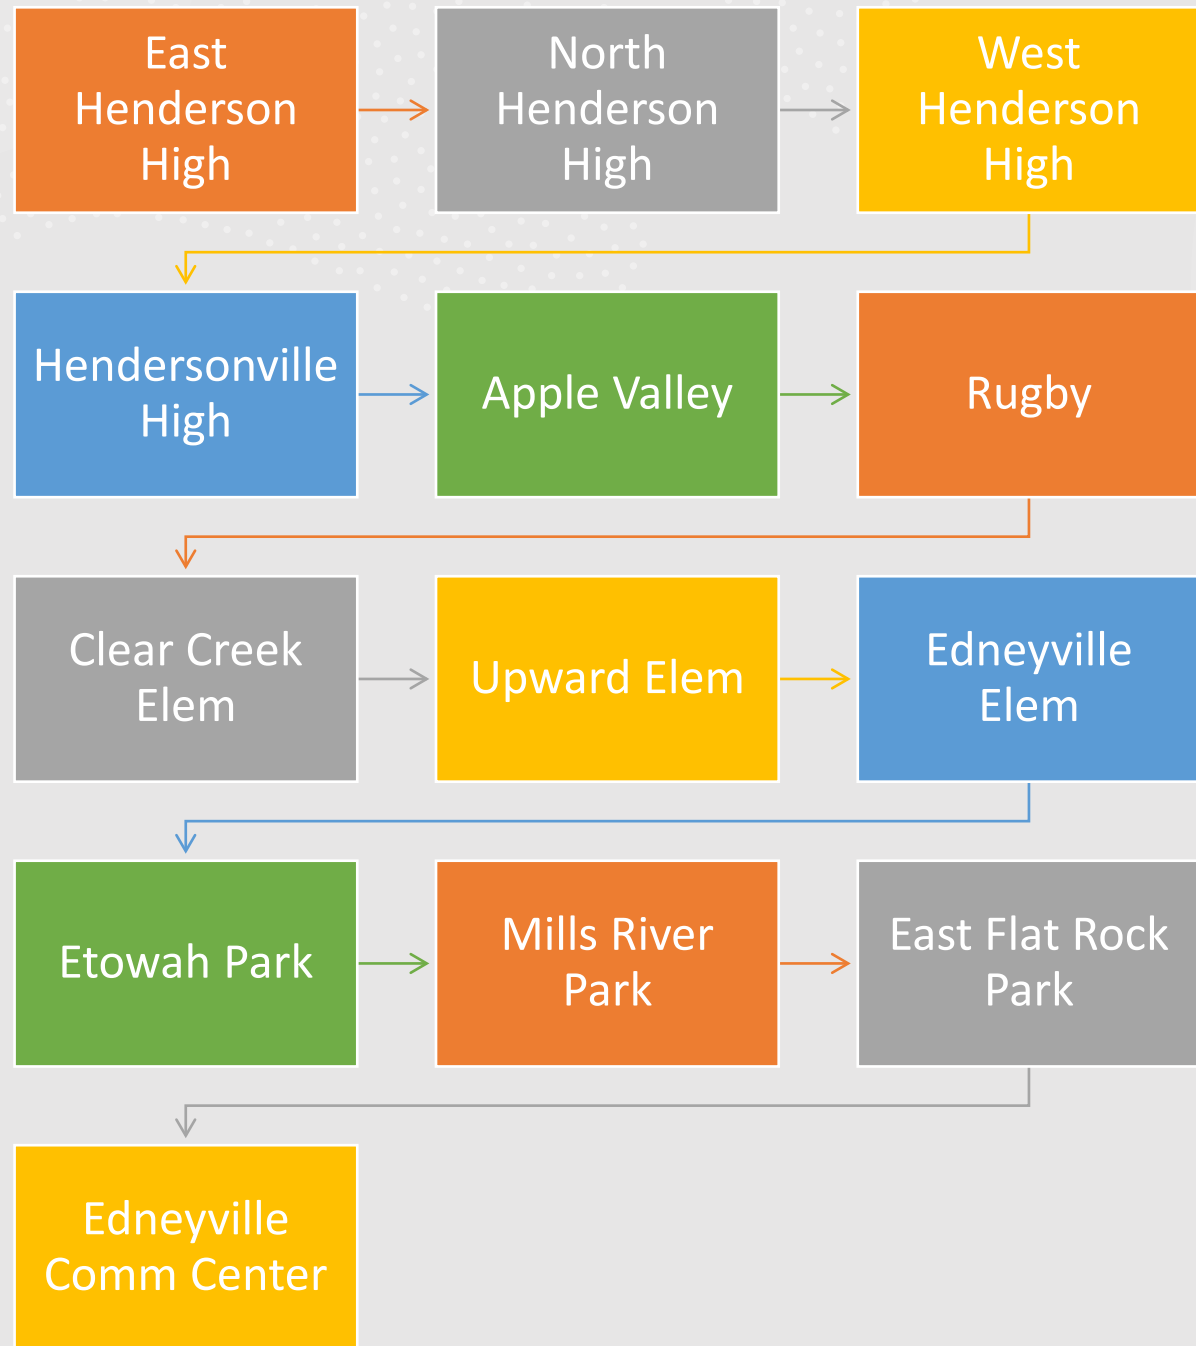 East
Henderson
High
North
Henderson
High
West
Henderson
High
Hendersonville
High
Apple Valley
Rugby
Clear Creek
Elem
Upward Elem
Edneyville
Elem
Etowah Park
Mills River
Park
East Flat Rock
Park
Edneyville
Comm Center